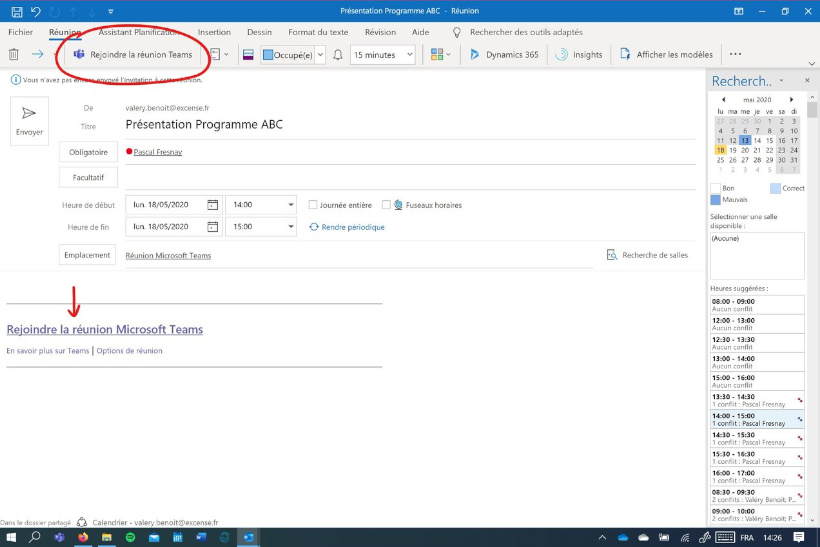 Présentation Programme ABC - Réunion
Fichier Réunion Assistant Planification Insertion Dessin Format du texte Révision Aide Rechercher des outils adaptés
Rejoindre la réunion Teams Occupé(e) 15 minutes Dynamics 365 Insights Afficher les modèles
Vous n'avez pas encore envoyé l'invitation à cette réunion.
Envoyer
De valery.benoit@excense.fr
Titre Présentation Programme ABC
Obligatoire Pascal Fresnay
Facultatif
Heure de début lun. 18/05/2020 14:00 Journée entière Fuseaux horaires
Heure de fin lun. 18/05/2020 15:00 Rendre périodique
Emplacement Réunion Microsoft Teams Recherche de salles
Rejoindre la réunion Microsoft Teams
En savoir plus sur Teams | Options de réunion
Dans le dossier partagé Calendrier - valery.benoit@excense.fr
Recherch..
mai 2020
lu ma me je ve sa di
27 28 29 30 1 2 3
4 5 6 7 8 9 10
11 12 13 14 15 16 17
18 19 20 21 22 23 24
25 26 27 28 29 30 31
1 2 3 4 5 6 7
Bon Correct
Mauvais
Sélectionner une salle
disponible :
(Aucune)
Heures suggérées :
08:00 - 09:00
Aucun conflit
12:00 - 13:00
Aucun conflit
12:30 - 13:30
Aucun conflit
13:00 - 14:00
Aucun conflit
15:00 - 16:00
Aucun conflit
13:30 - 14:30
1 conflit : Pascal Fresnay
14:00 - 15:00
1 conflit : Pascal Fresnay
14:30 - 15:30
1 conflit : Pascal Fresnay
15:30 - 16:30
1 conflit : Pascal Fresnay
16:00 - 17:00
1 conflit : Pascal Fresnay
08:30 - 09:30
2 conflits : Valéry Benoit; P...
09:00 - 10:00
FRA 14:26